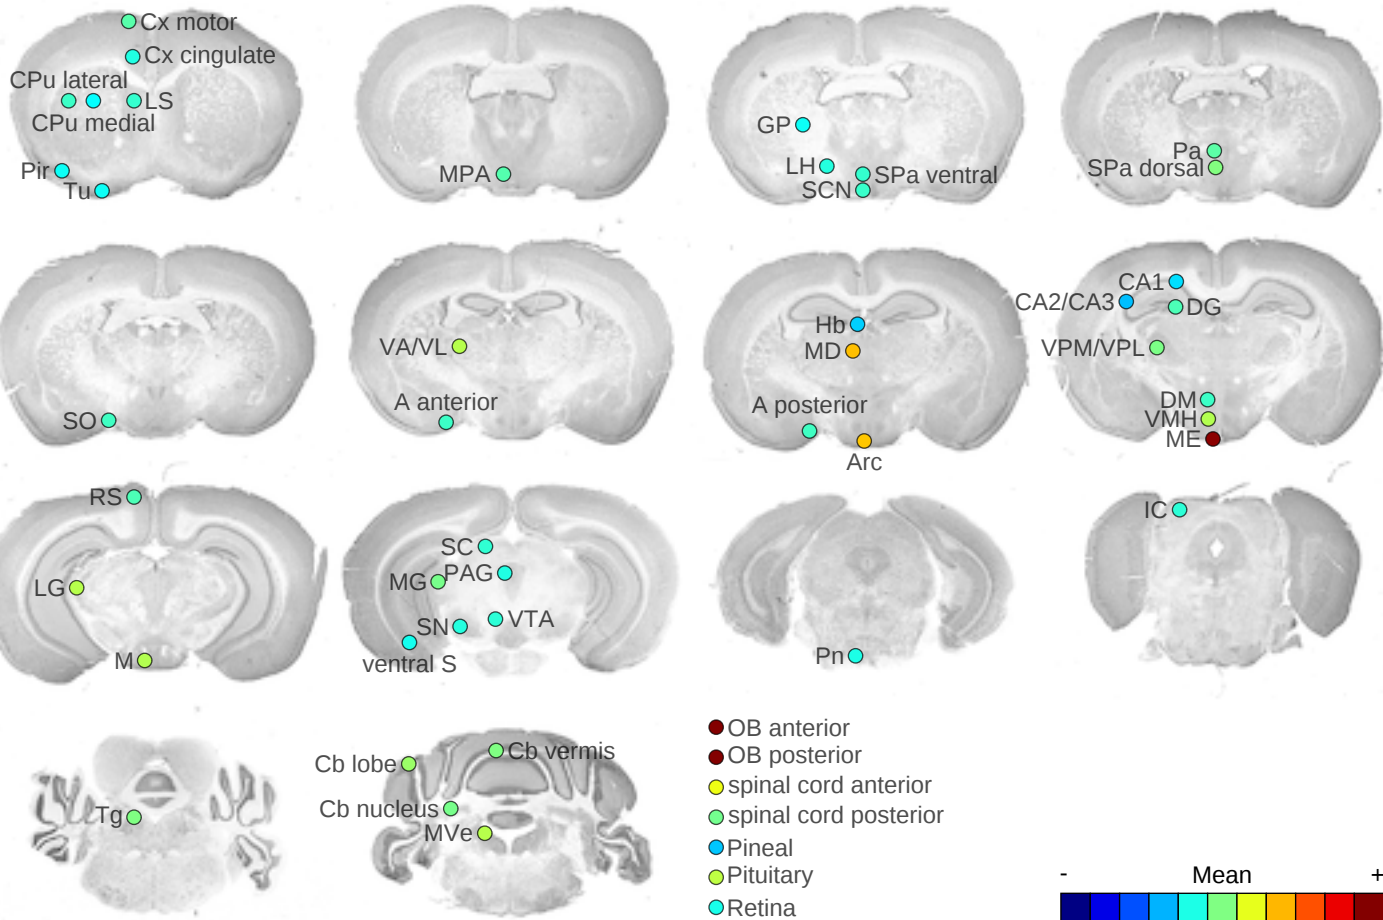 Cx motor
Cx cingulate
CPu lateral
LS
CPu medial
Pir
Tu
MPA
GP
LH
SPa ventral
SCN
Pa
SPa dorsal
SO
VA/VL
A anterior
Hb
MD
A posterior
Arc
CA1
CA2/CA3
DG
VPM/VPL
DM
VMH
ME
RS
LG
M
SC
MG
PAG
SN
VTA
ventral S
Pn
IC
Tg
Cb lobe
Cb vermis
Cb nucleus
MVe
OB anterior
OB posterior
spinal cord anterior
spinal cord posterior
Pineal
Pituitary
Retina
- Mean +